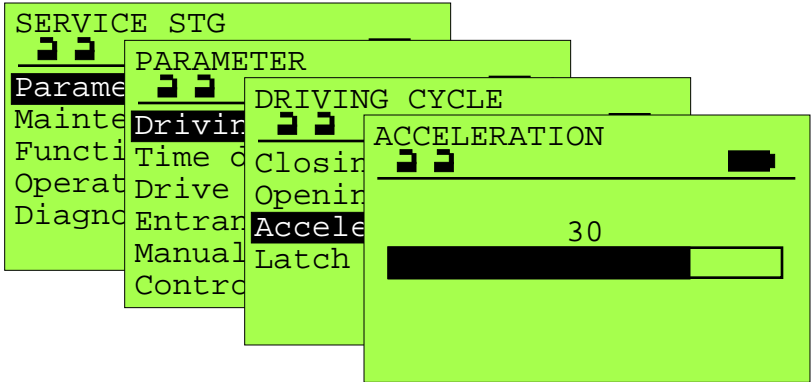 SERVICE STG
Parame
Mainte
Functi
Operat
Diagno
PARAMETER
Drivin
Time d
Drive
Entran
Manual
Contro
DRIVING CYCLE
Closin
Openin
Accele
Latch
ACCELERATION
30